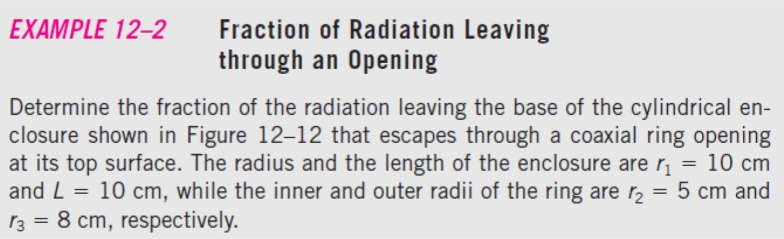 EXAMPLE 12–2 Fraction of Radiation Leaving
through an Opening
Determine the fraction of the radiation leaving the base of the cylindrical en-
closure shown in Figure 12–12 that escapes through a coaxial ring opening
at its top surface. The radius and the length of the enclosure are r₁ = 10 cm
and L = 10 cm, while the inner and outer radii of the ring are r₂ = 5 cm and
r₃ = 8 cm, respectively.